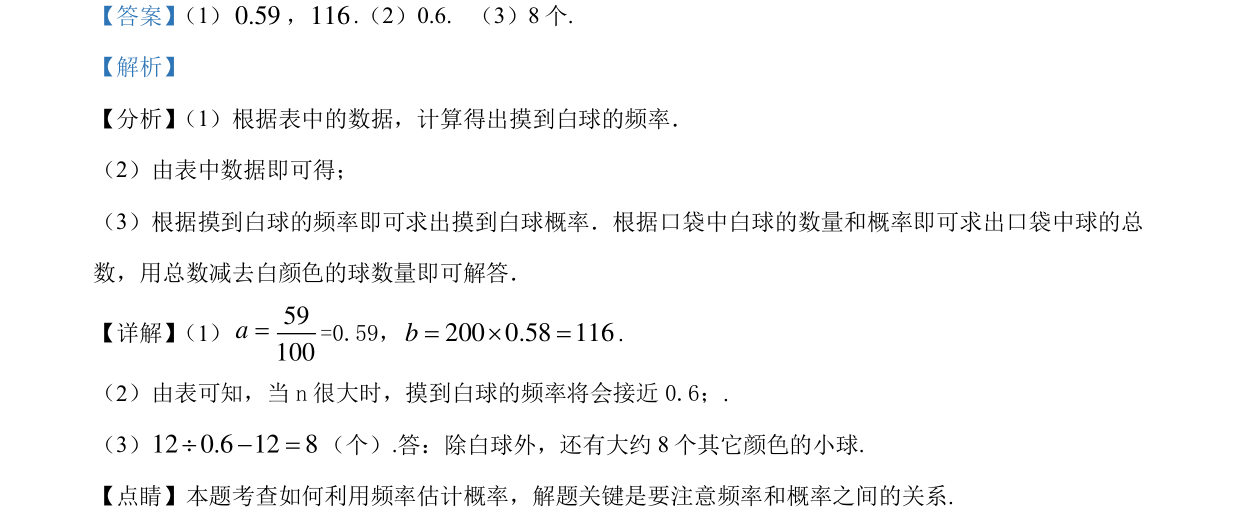 【答案】（1）0.59，116.（2）0.6. （3）8个.
【解析】
【分析】（1）根据表中的数据，计算得出摸到白球的频率．
（2）由表中数据即可得；
（3）根据摸到白球的频率即可求出摸到白球概率．根据口袋中白球的数量和概率即可求出口袋中球的总
数，用总数减去白颜色的球数量即可解答．
【详解】（1）a = 59/100 =0.59，b = 200×0.58 = 116.
（2）由表可知，当 n 很大时，摸到白球的频率将会接近 0.6；.
（3）12÷0.6−12 = 8（个）.答：除白球外，还有大约 8 个其它颜色的小球.
【点睛】本题考查如何利用频率估计概率，解题关键是要注意频率和概率之间的关系.